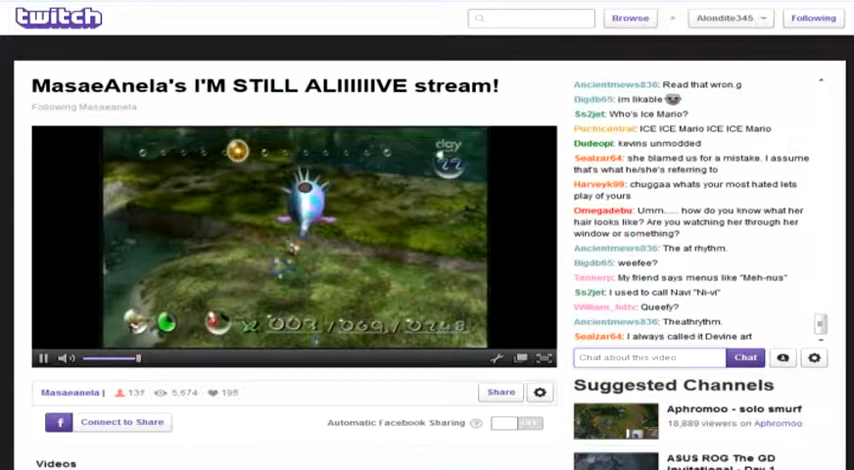 twitch
Browse
Alondite345
Following
MasaeAnela's I'M STILL ALIIIIIIVE stream!
Following Masaeanela
day
22
x2 009/069/0268
Masaeanela |
5,674
195
Share
Connect to Share
Automatic Facebook Sharing
OFF
Videos
Ancientmews836: Read that wron.g
Bigdb65: im likable
Ss2jet: Who's Ice Mario?
Puchicentral: ICE ICE Mario ICE ICE Mario
Dudeopi: kevins unmodded
Sealzar64: she blamed us for a mistake. I assume
that's what he/she's referring to
Harveyk99: chuggaa whats your most hated lets
play of yours
Omegadebu: Umm...... how do you know what her
hair looks like? Are you watching her through her
window or something?
Ancientmews836: The at rhythm.
Bigdb65: weefee?
Tannerp: My friend says menus like "Meh-nus"
Ss2jet: I used to call Navi "Ni-vi"
William_hdtv: Queefy?
Ancientmews836: Theathrythm.
Sealzar64: I always called it Devine art
Chat about this video
Chat
Suggested Channels
Aphromoo - solo smurf
18,889 viewers on Aphromoo
ASUS ROG The GD
Invitational - Day 1